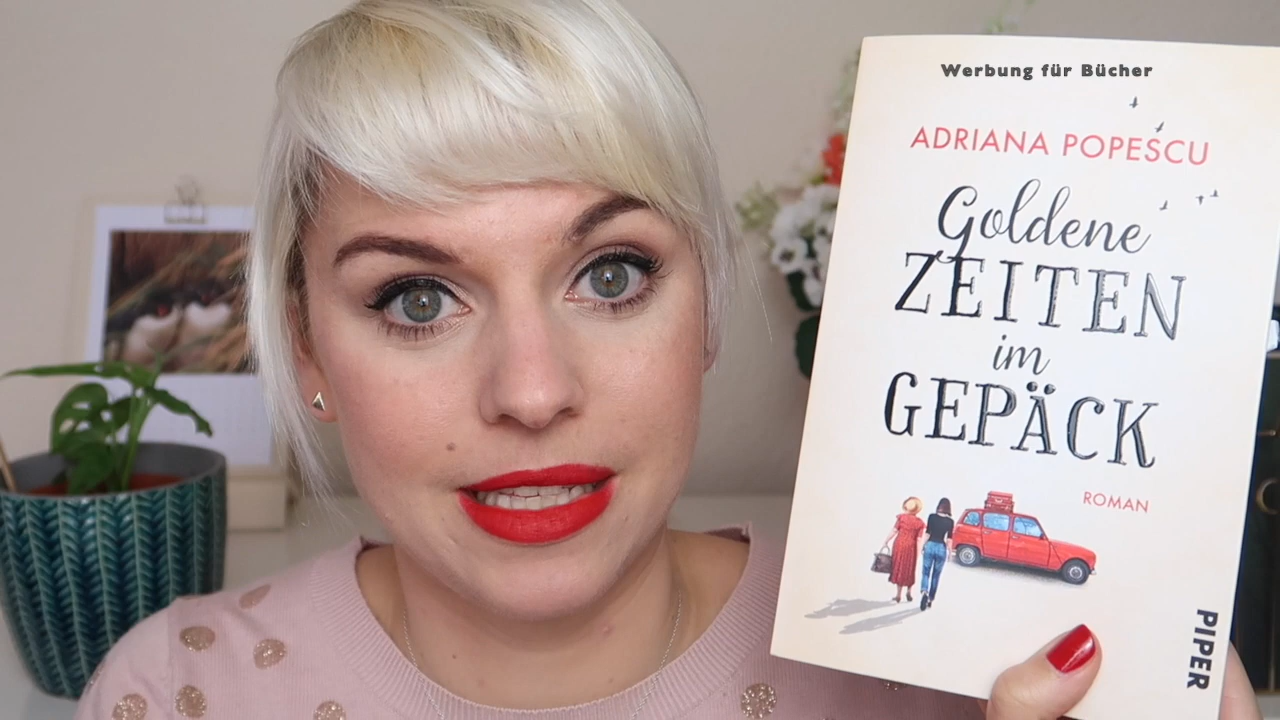 Werbung für Bücher
ADRIANA POPESCU
Goldene
ZEITEN
im
GEPÄCK
ROMAN
PIPER